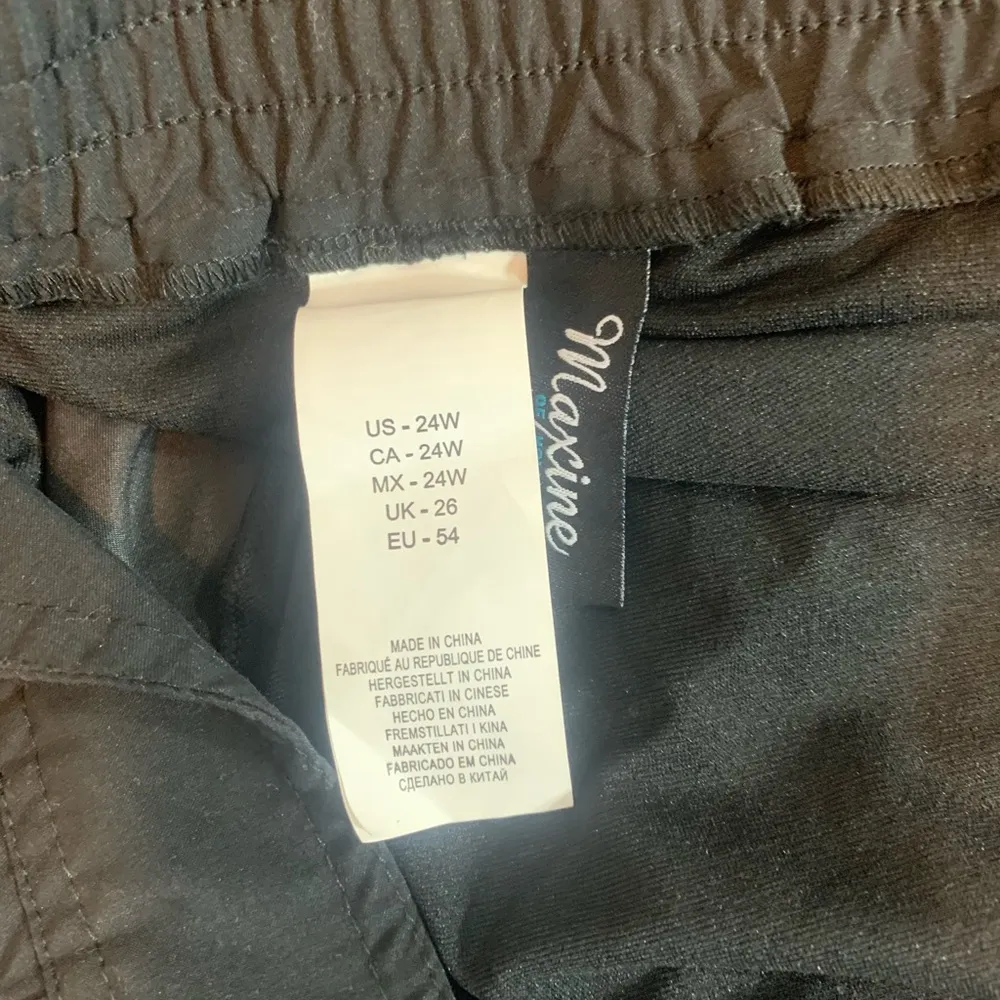 US - 24W
CA - 24W
MX - 24W
UK - 26
EU - 54
MADE IN CHINA
FABRIQUÉ AU REPUBLIQUE DE CHINE
HERGESTELLT IN CHINA
FABBRICATI IN CINESE
HECHO EN CHINA
FREMSTILLATI I KINA
MAAKTEN IN CHINA
FABRICADO EM CHINA
СДЕЛАНО В КИТАЙ
Maxine
OF